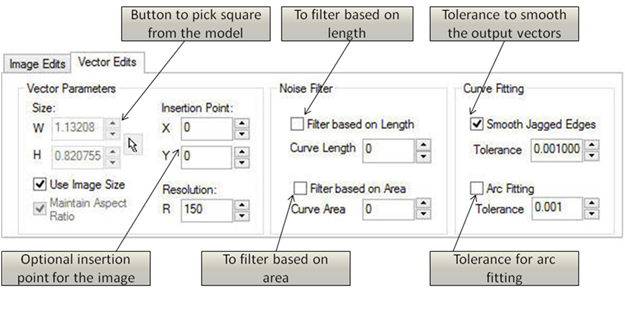 Button to pick square
from the model
To filter based on
length
Tolerance to smooth
the output vectors
Image Edits
Vector Edits
Vector Parameters
Size:
W 1.13208
H 0.820755
Use Image Size
Maintain Aspect
Ratio
Insertion Point:
X 0
Y 0
Resolution:
R 150
Noise Filter
Filter based on Length
Curve Length 0
Filter based on Area
Curve Area 0
Curve Fitting
Smooth Jagged Edges
Tolerance 0.001000
Arc Fitting
Tolerance 0.001
Optional insertion
point for the image
To filter based on
area
Tolerance for arc
fitting